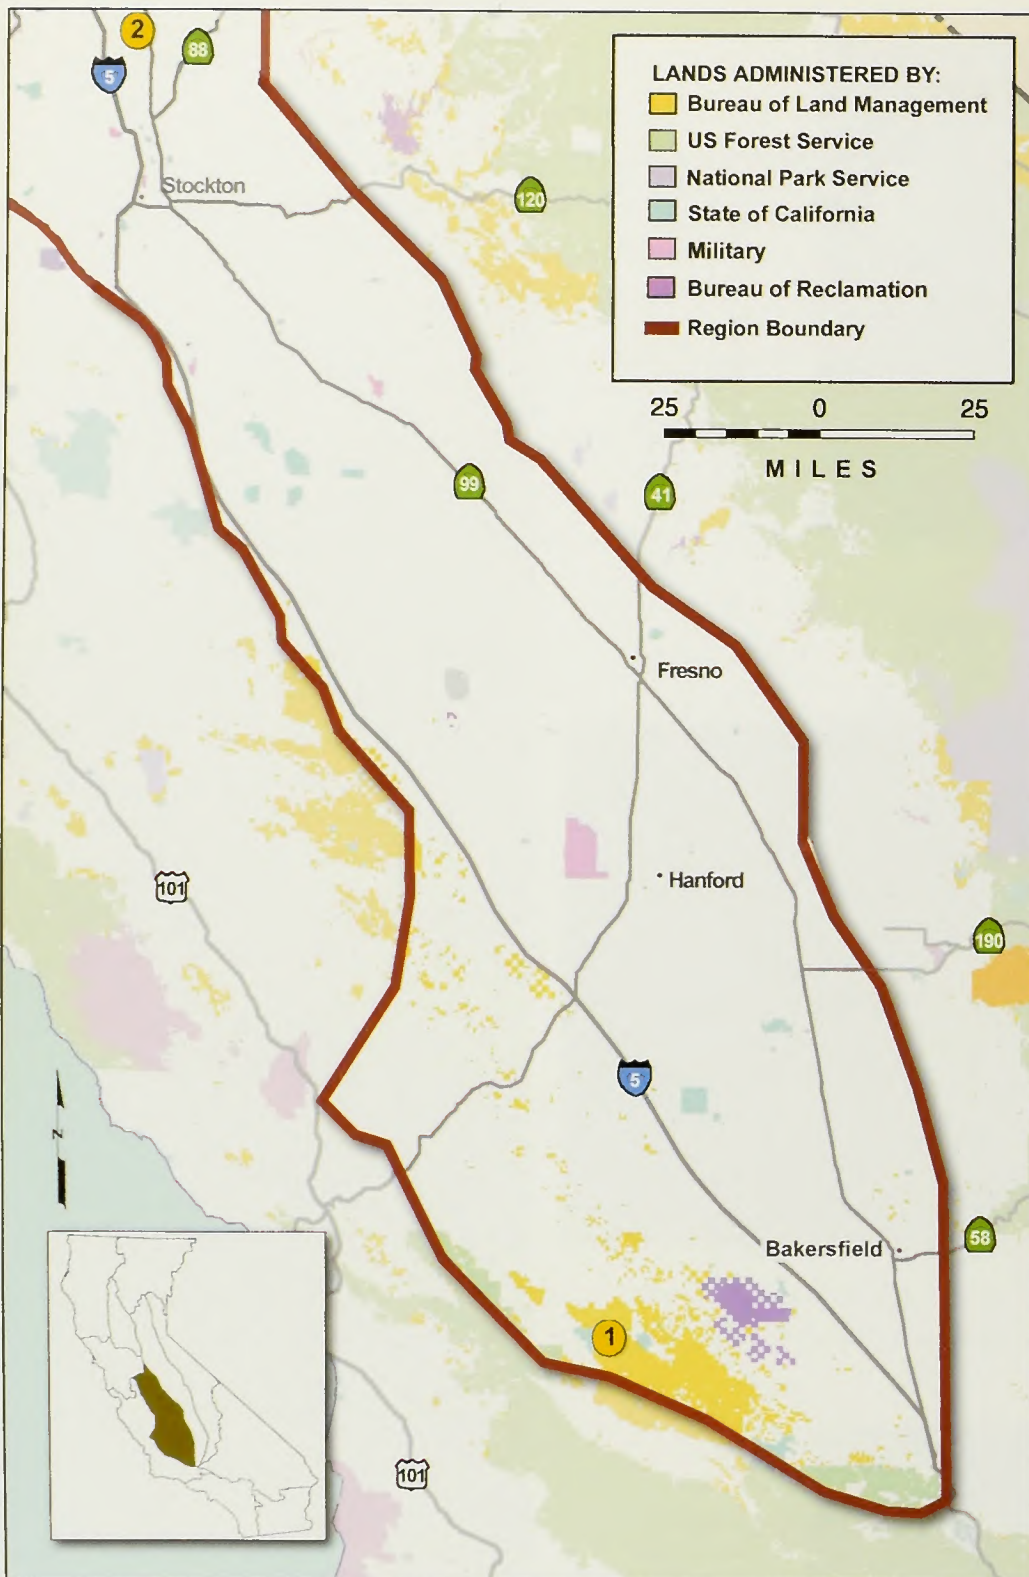 2
88
5
Stockton
120
LANDS ADMINISTERED BY:
Bureau of Land Management
US Forest Service
National Park Service
State of California
Military
Bureau of Reclamation
Region Boundary
25 0 25
MILES
99
41
Fresno
101
Hanford
190
5
N
58
Bakersfield
1
101